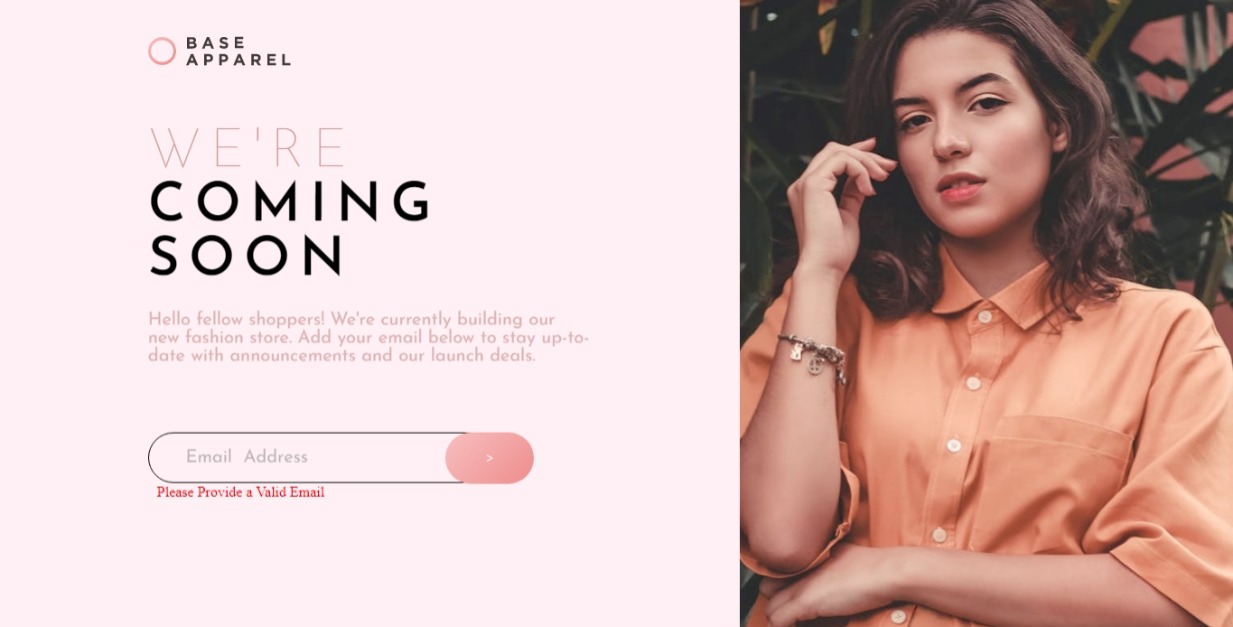 BASE
APPAREL
WE'RE
COMING
SOON
Hello fellow shoppers! We're currently building our
new fashion store. Add your email below to stay up-to-
date with announcements and our launch deals.
Email Address
>
Please Provide a Valid Email